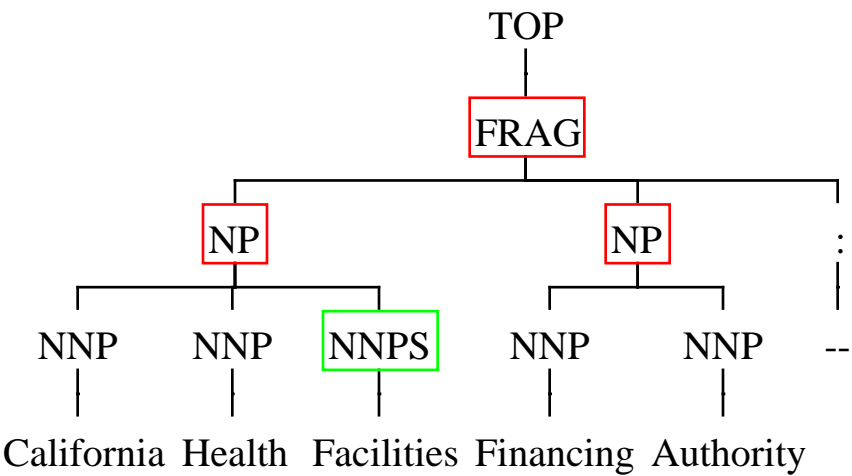 TOP
FRAG
NP NP :
NNP NNP NNPS NNP NNP --
California Health Facilities Financing Authority